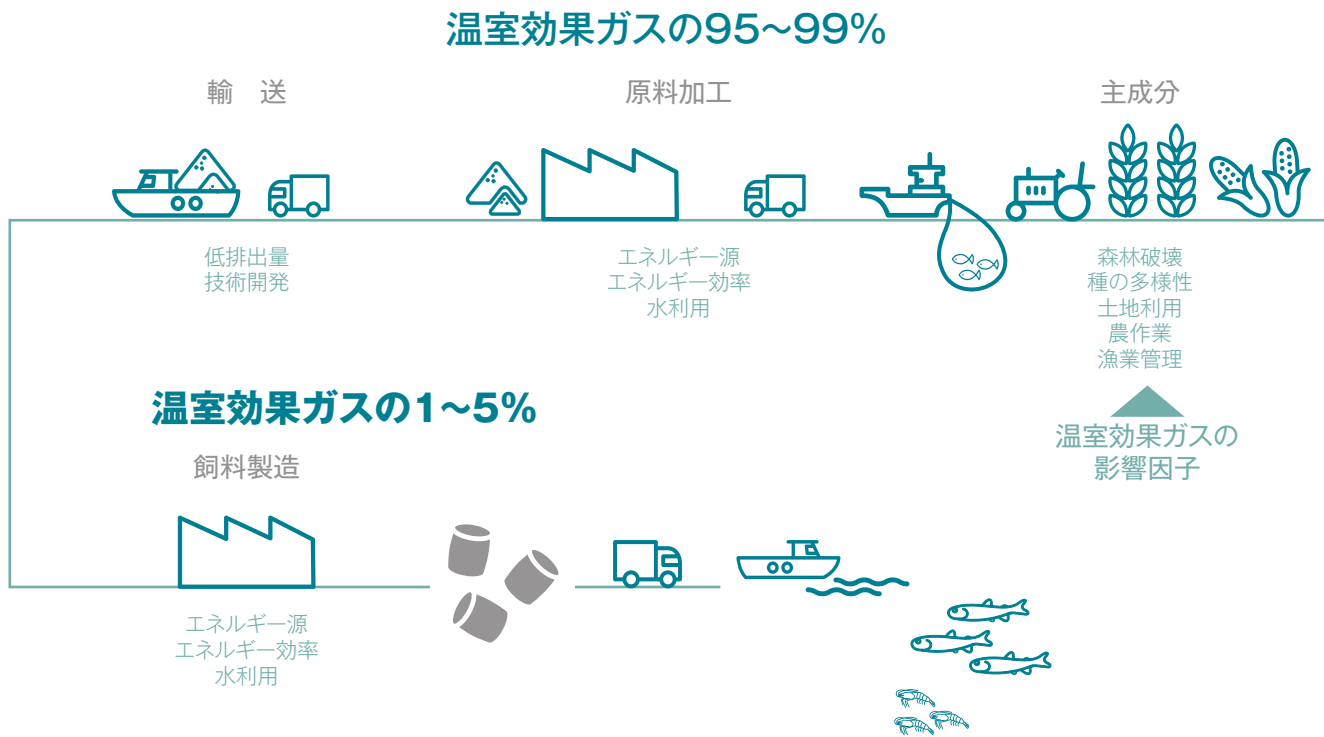 温室効果ガスの95〜99%
輸　送
原料加工
主成分
低排出量
技術開発
エネルギー源
エネルギー効率
水利用
森林破壊
種の多様性
土地利用
農作業
漁業管理
温室効果ガスの
影響因子
温室効果ガスの1〜5%
飼料製造
エネルギー源
エネルギー効率
水利用